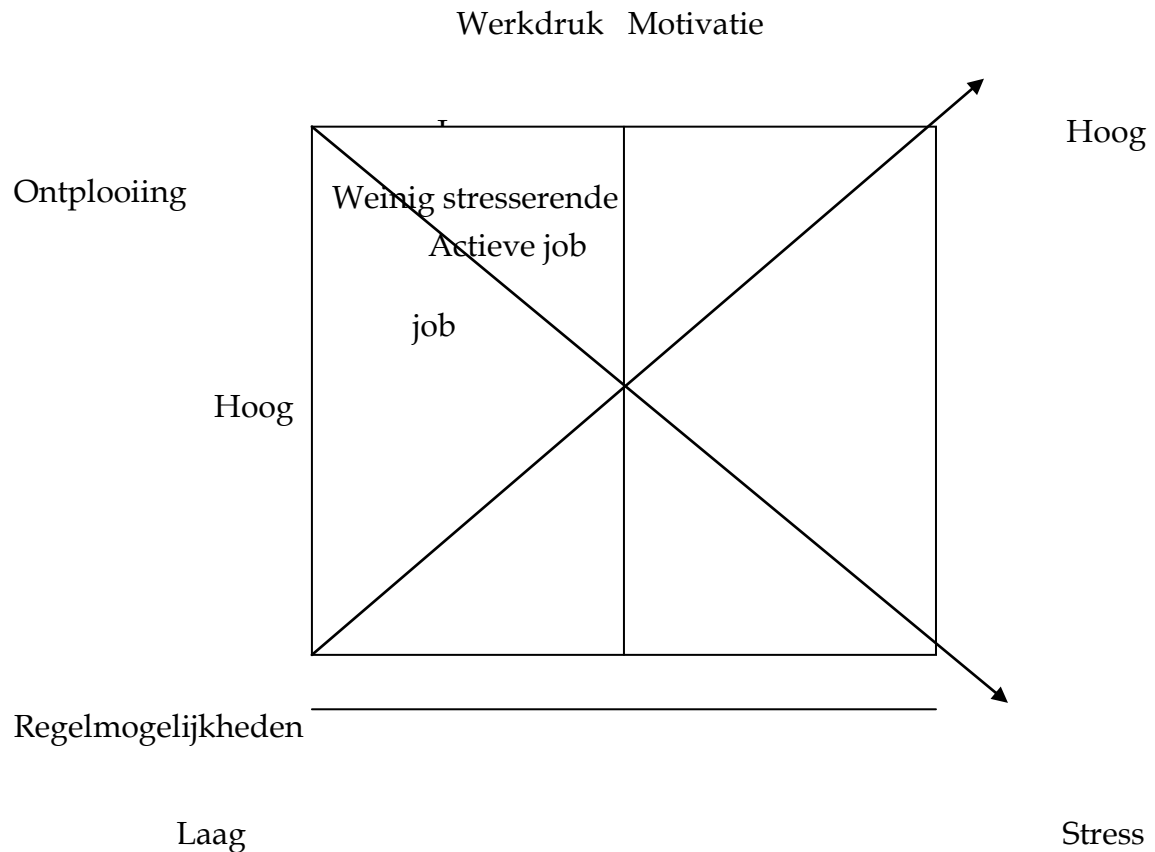 Werkdruk Motivatie
Hoog
Ontplooiing
Weinig stresserende
Actieve job
job
Hoog
Regelmogelijkheden
Laag
Stress